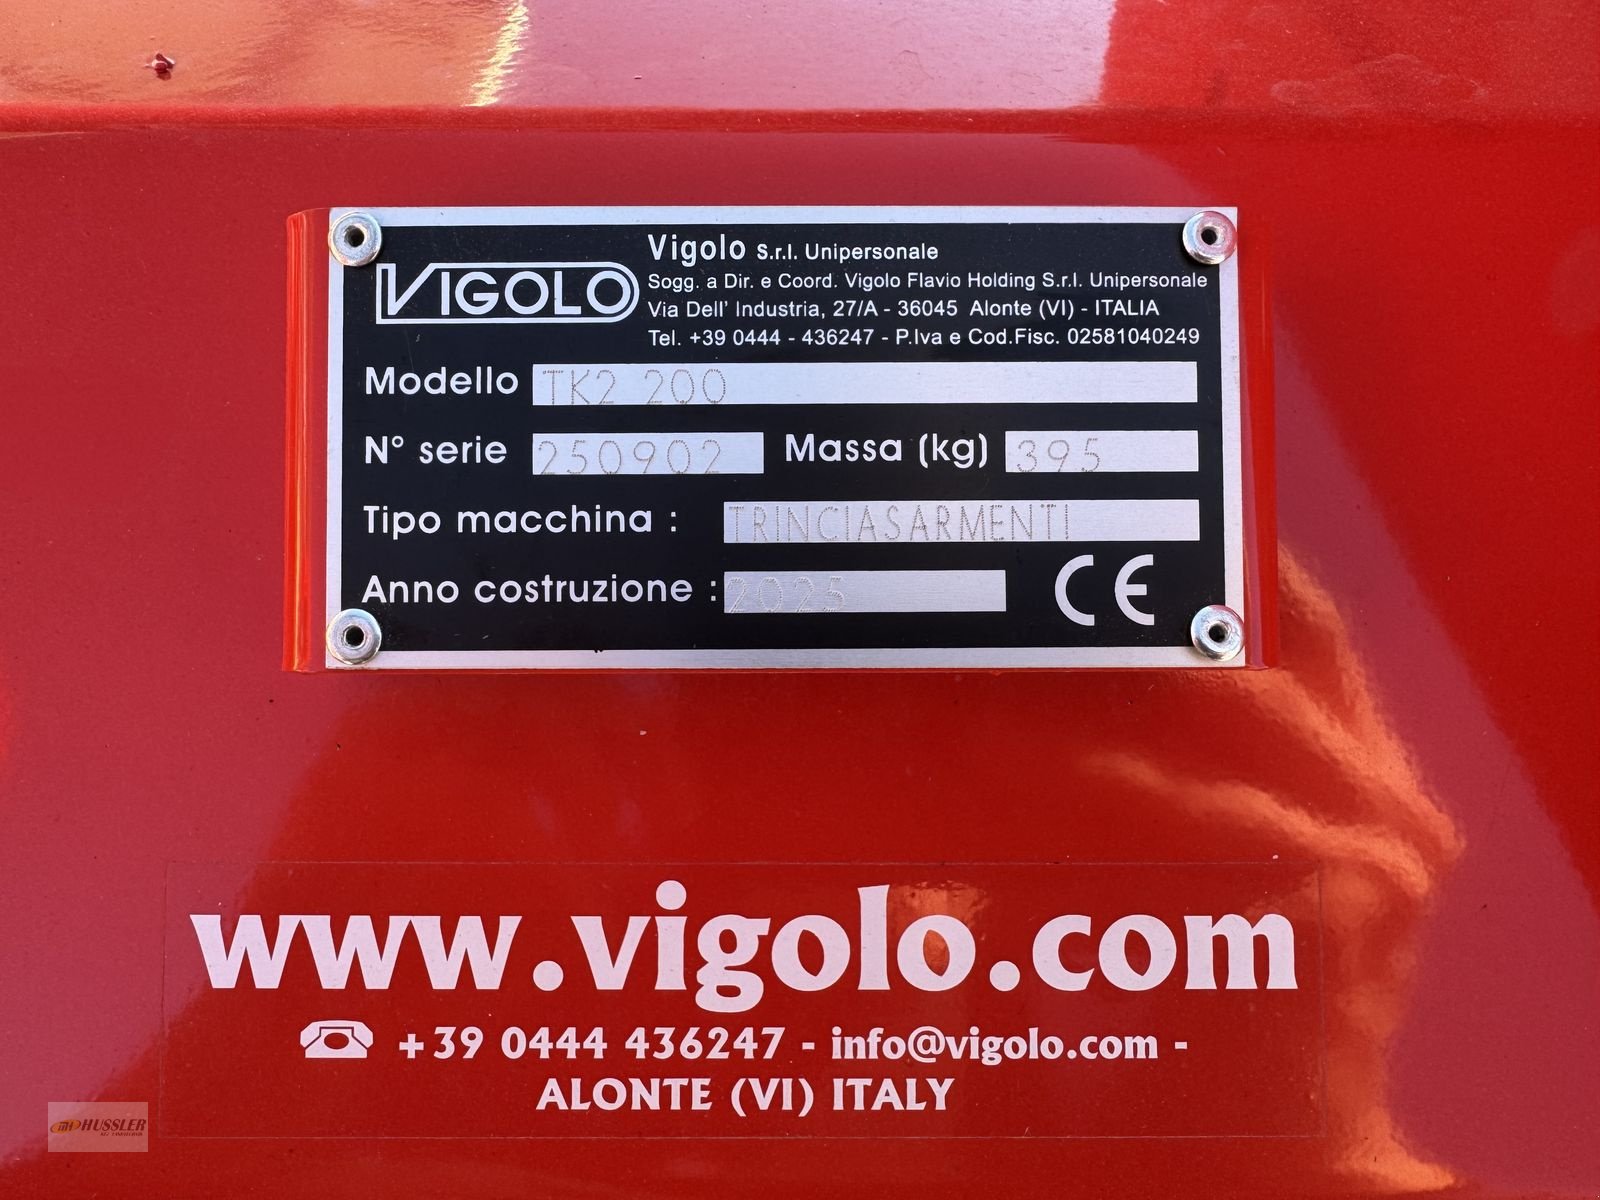 VIGOLO
Vigolo S.r.l. Unipersonale
Sogg. a Dir. e Coord. Vigolo Flavio Holding S.r.l. Unipersonale
Via Dell' Industria, 27/A - 36045 Alonte (VI) - ITALIA
Tel. +39 0444 - 436247 - P.Iva e Cod.Fisc. 02581040249
Modello TK2 200
N° serie 250902 Massa (kg) 395
Tipo macchina : TRINCIASARMENTI
Anno costruzione : 2025 CE
www.vigolo.com
+39 0444 436247 - info@vigolo.com -
ALONTE (VI) ITALY
HUSSLER